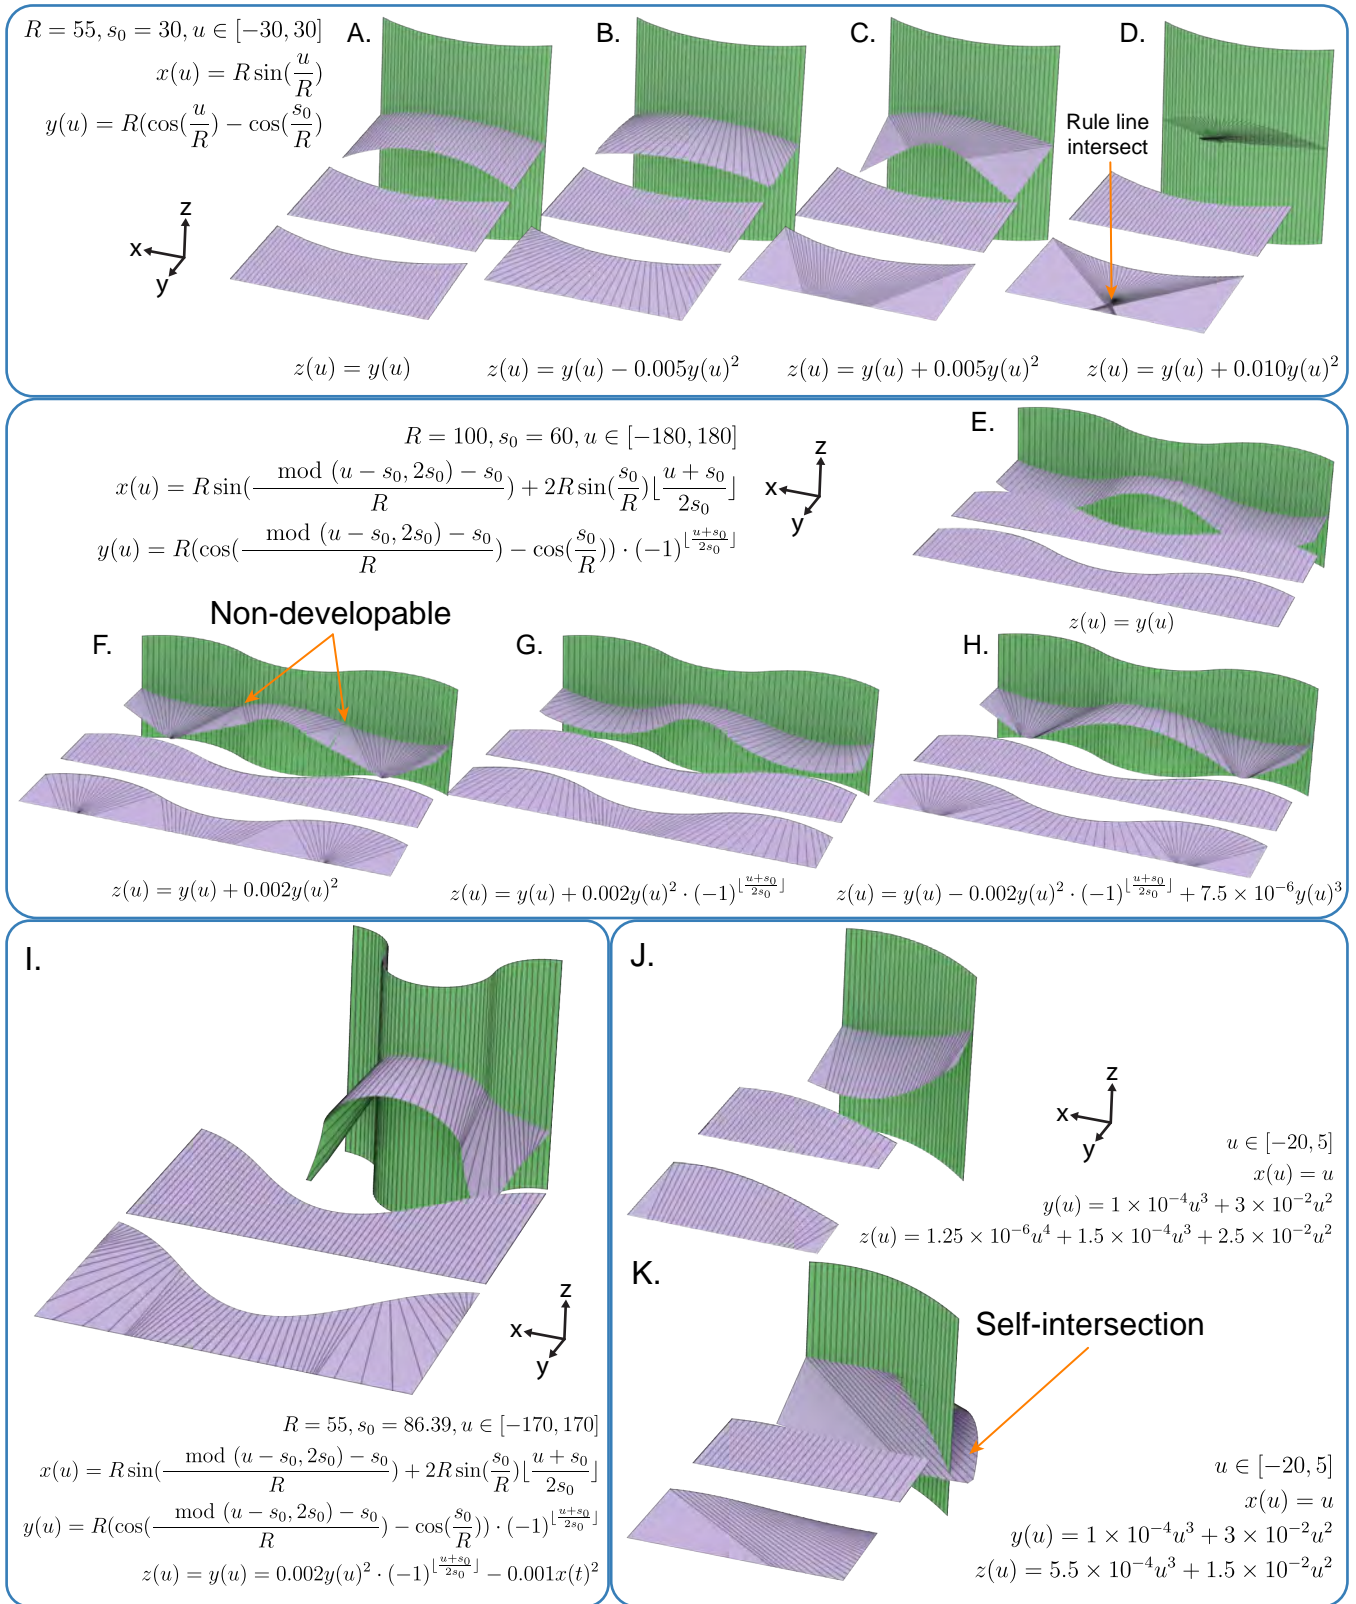 R = 55, s₀ = 30, u ∈ [−30, 30]
x(u) = R sin(u/R)
y(u) = R(cos(u/R) − cos(s₀/R)
A.
B.
C.
D.
Rule line
intersect
z
x
y
z(u) = y(u)
z(u) = y(u) − 0.005y(u)²
z(u) = y(u) + 0.005y(u)²
z(u) = y(u) + 0.010y(u)²
R = 100, s₀ = 60, u ∈ [−180, 180]
x(u) = R sin((mod (u − s₀, 2s₀) − s₀)/R) + 2R sin(s₀/R)⌊(u + s₀)/2s₀⌋
y(u) = R(cos((mod (u − s₀, 2s₀) − s₀)/R) − cos(s₀/R)) · (−1)^⌊(u+s₀)/2s₀⌋
z
x
y
E.
z(u) = y(u)
Non-developable
F.
G.
H.
z(u) = y(u) + 0.002y(u)²
z(u) = y(u) + 0.002y(u)² · (−1)^⌊(u+s₀)/2s₀⌋
z(u) = y(u) − 0.002y(u)² · (−1)^⌊(u+s₀)/2s₀⌋ + 7.5 × 10⁻⁶y(u)³
I.
z
x
y
R = 55, s₀ = 86.39, u ∈ [−170, 170]
x(u) = R sin((mod (u − s₀, 2s₀) − s₀)/R) + 2R sin(s₀/R)⌊(u + s₀)/2s₀⌋
y(u) = R(cos((mod (u − s₀, 2s₀) − s₀)/R) − cos(s₀/R)) · (−1)^⌊(u+s₀)/2s₀⌋
z(u) = y(u) = 0.002y(u)² · (−1)^⌊(u+s₀)/2s₀⌋ − 0.001x(t)²
J.
z
x
y
u ∈ [−20, 5]
x(u) = u
y(u) = 1 × 10⁻⁴u³ + 3 × 10⁻²u²
z(u) = 1.25 × 10⁻⁶u⁴ + 1.5 × 10⁻⁴u³ + 2.5 × 10⁻²u²
K.
Self-intersection
u ∈ [−20, 5]
x(u) = u
y(u) = 1 × 10⁻⁴u³ + 3 × 10⁻²u²
z(u) = 5.5 × 10⁻⁴u³ + 1.5 × 10⁻²u²